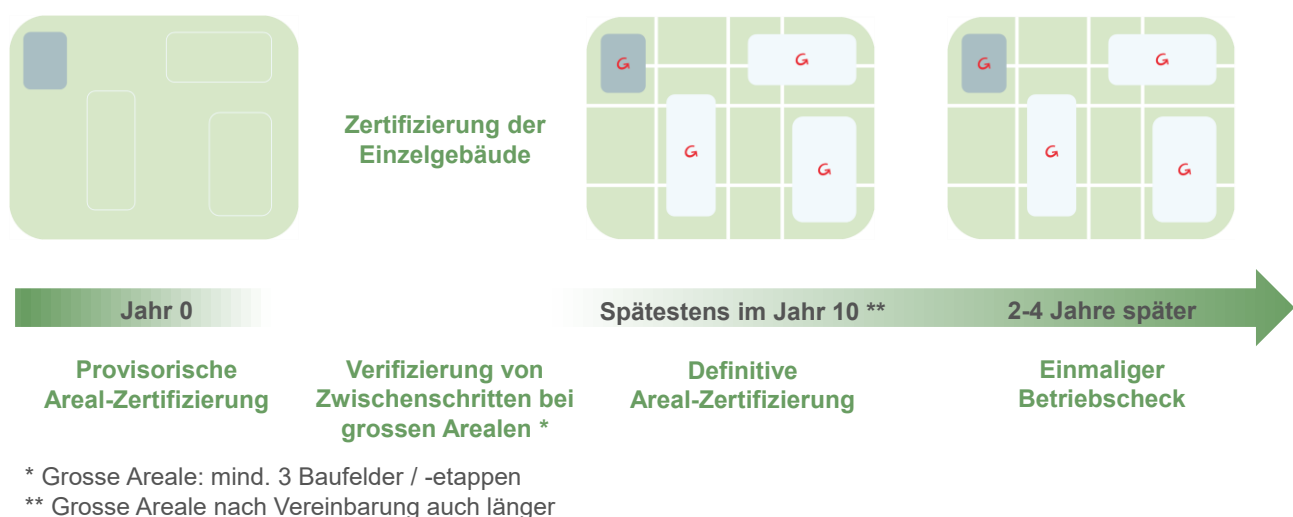 Zertifizierung der
Einzelgebäude
Jahr 0
Spätestens im Jahr 10 **
2-4 Jahre später
Provisorische
Areal-Zertifizierung
Verifizierung von
Zwischenschritten bei
grossen Arealen *
Definitive
Areal-Zertifizierung
Einmaliger
Betriebscheck
* Grosse Areale: mind. 3 Baufelder / -etappen
** Grosse Areale nach Vereinbarung auch länger